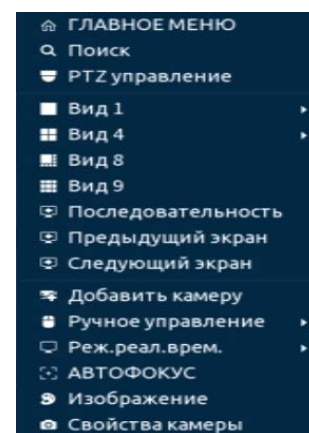 ГЛАВНОЕ МЕНЮ
Поиск
PTZ управление
Вид 1
Вид 4
Вид 8
Вид 9
Последовательность
Предыдущий экран
Следующий экран
Добавить камеру
Ручное управление
Реж.реал.врем.
АВТОФОКУС
Изображение
Свойства камеры